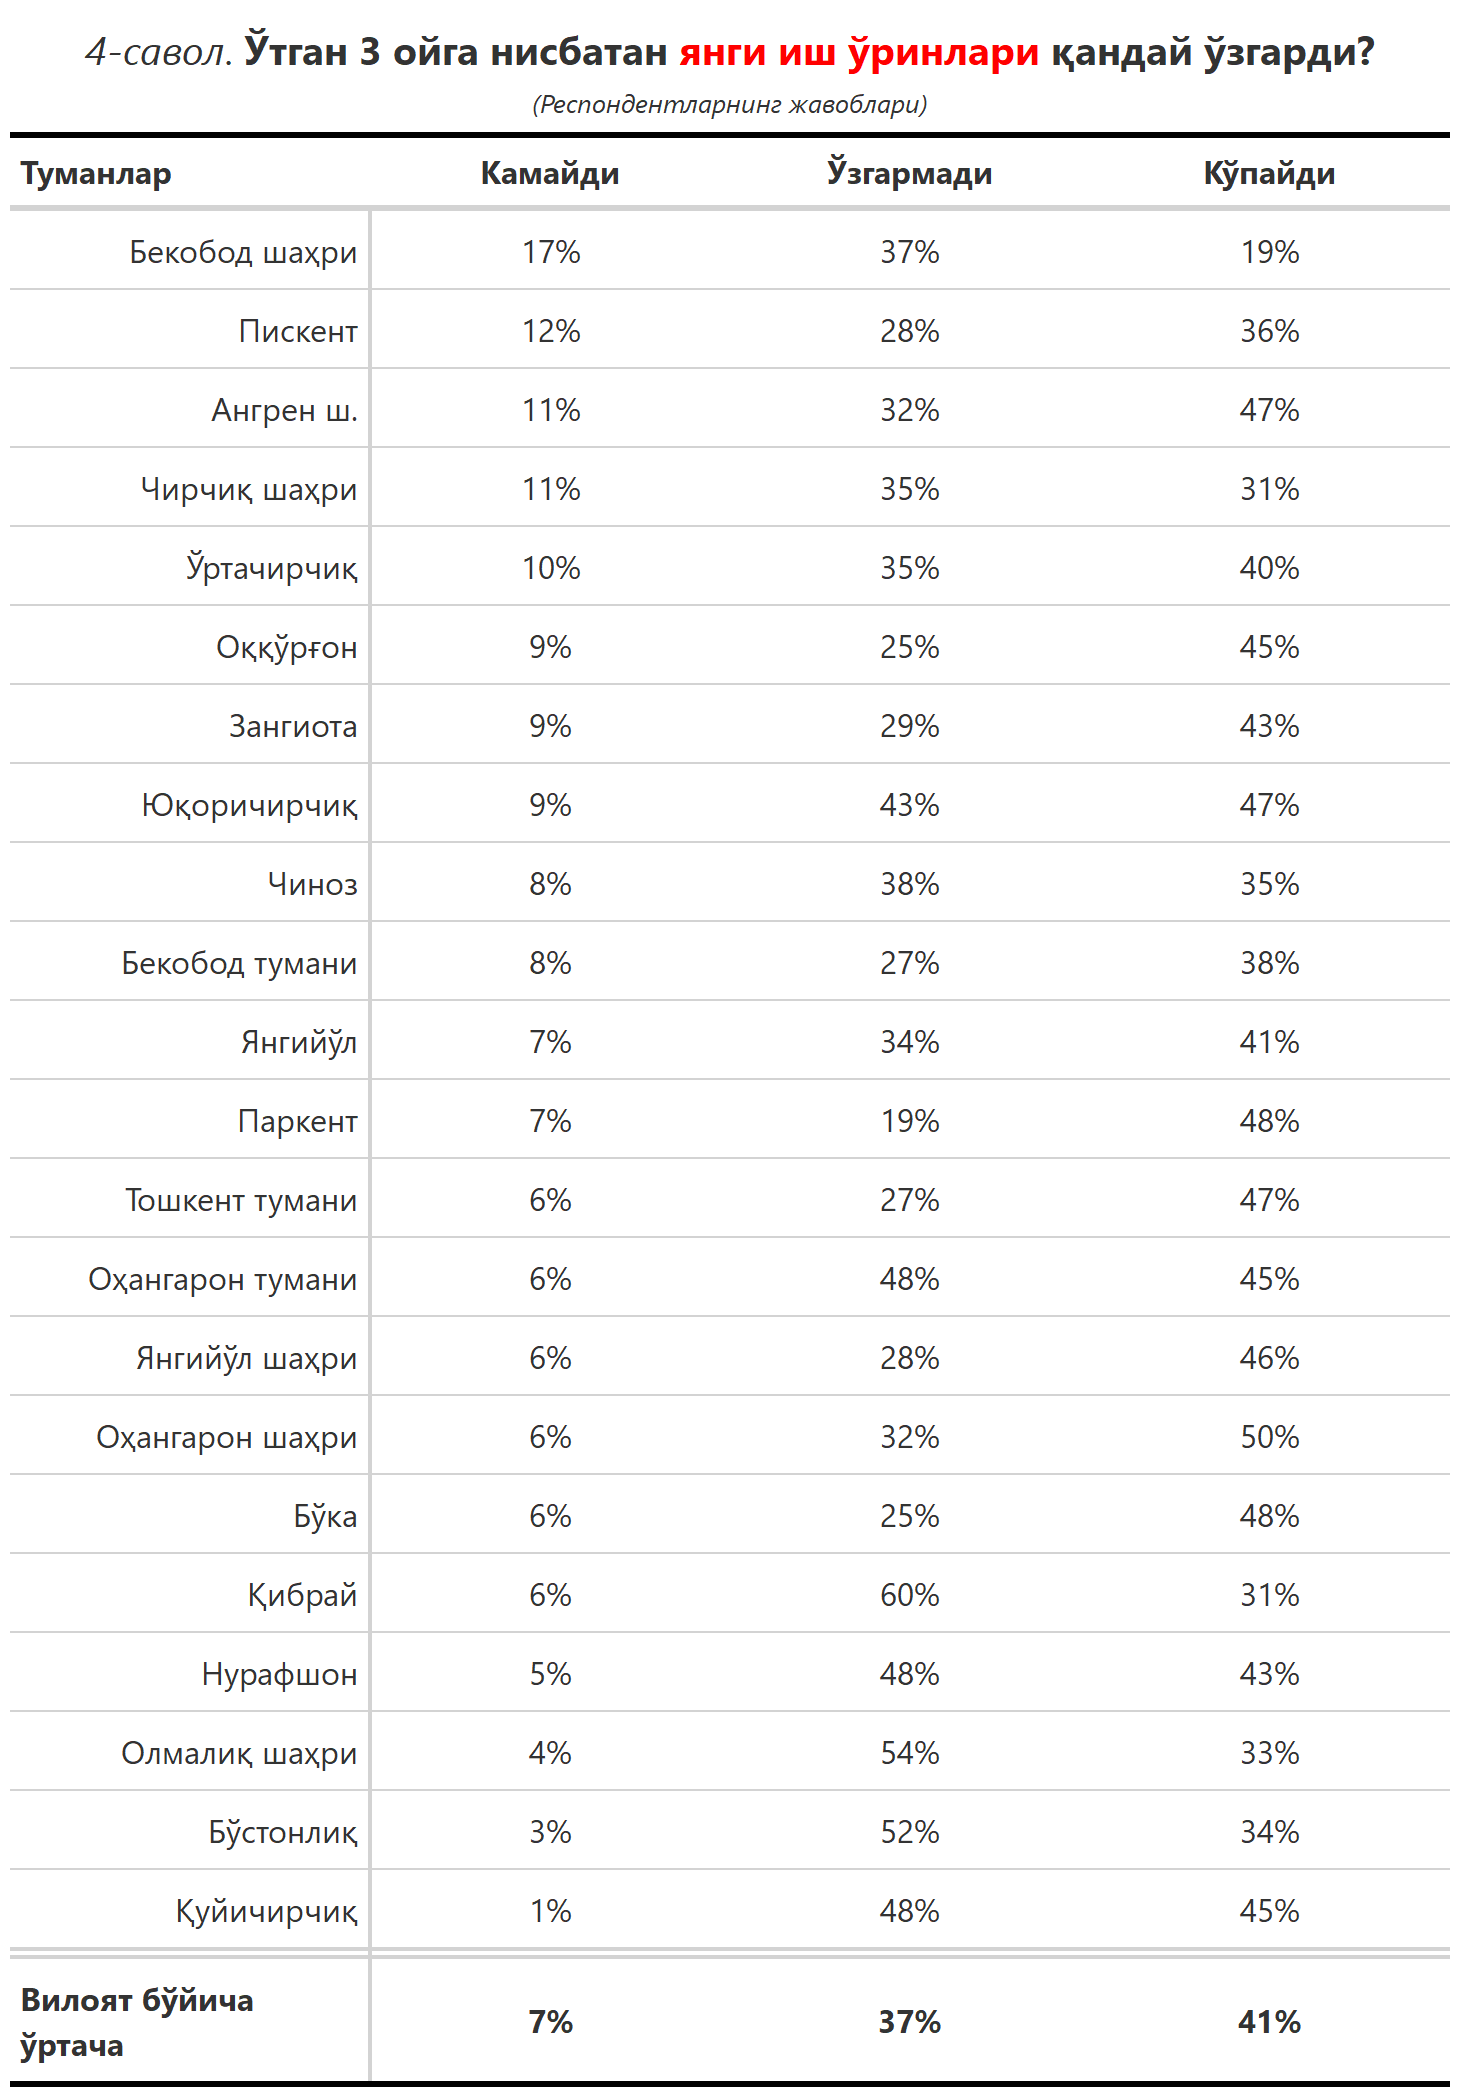 4-савол. Ўтган 3 ойга нисбатан янги иш ўринлари қандай ўзгарди?
(Респондентларнинг жавоблари)
Туманлар Камайди Ўзгармади Кўпайди
Бекобод шаҳри 17% 37% 19%
Пискент 12% 28% 36%
Ангрен ш. 11% 32% 47%
Чирчиқ шаҳри 11% 35% 31%
Ўртачирчиқ 10% 35% 40%
Оққўрғон 9% 25% 45%
Зангиота 9% 29% 43%
Юқоричирчиқ 9% 43% 47%
Чиноз 8% 38% 35%
Бекобод тумани 8% 27% 38%
Янгийўл 7% 34% 41%
Паркент 7% 19% 48%
Тошкент тумани 6% 27% 47%
Оҳангарон тумани 6% 48% 45%
Янгийўл шаҳри 6% 28% 46%
Оҳангарон шаҳри 6% 32% 50%
Бўка 6% 25% 48%
Қибрай 6% 60% 31%
Нурафшон 5% 48% 43%
Олмалиқ шаҳри 4% 54% 33%
Бўстонлиқ 3% 52% 34%
Қуйичирчиқ 1% 48% 45%
Вилоят бўйича
ўртача 7% 37% 41%